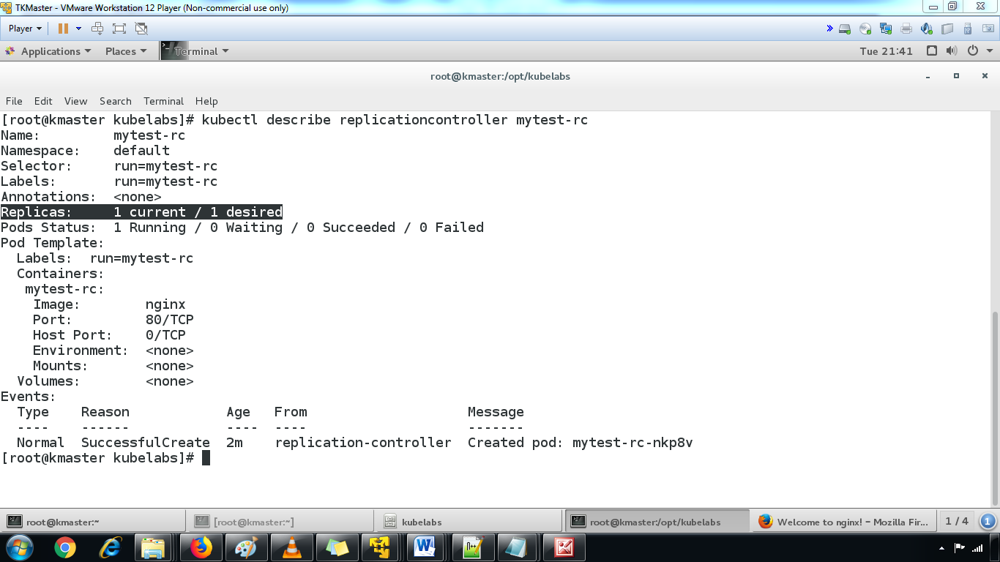 TKMaster - VMware Workstation 12 Player (Non-commercial use only)
Player
Applications Places Terminal Tue 21:41
root@kmaster:/opt/kubelabs
File Edit View Search Terminal Help
[root@kmaster kubelabs]# kubectl describe replicationcontroller mytest-rc
Name: mytest-rc
Namespace: default
Selector: run=mytest-rc
Labels: run=mytest-rc
Annotations: <none>
Replicas: 1 current / 1 desired
Pods Status: 1 Running / 0 Waiting / 0 Succeeded / 0 Failed
Pod Template:
Labels: run=mytest-rc
Containers:
mytest-rc:
Image: nginx
Port: 80/TCP
Host Port: 0/TCP
Environment: <none>
Mounts: <none>
Volumes: <none>
Events:
Type Reason Age From Message
---- ------ ---- ---- -------
Normal SuccessfulCreate 2m replication-controller Created pod: mytest-rc-nkp8v
[root@kmaster kubelabs]#
root@kmaster:~ [root@kmaster:~] kubelabs root@kmaster:/opt/kubelabs Welcome to nginx! – Mozilla Fir... 1 / 4 1